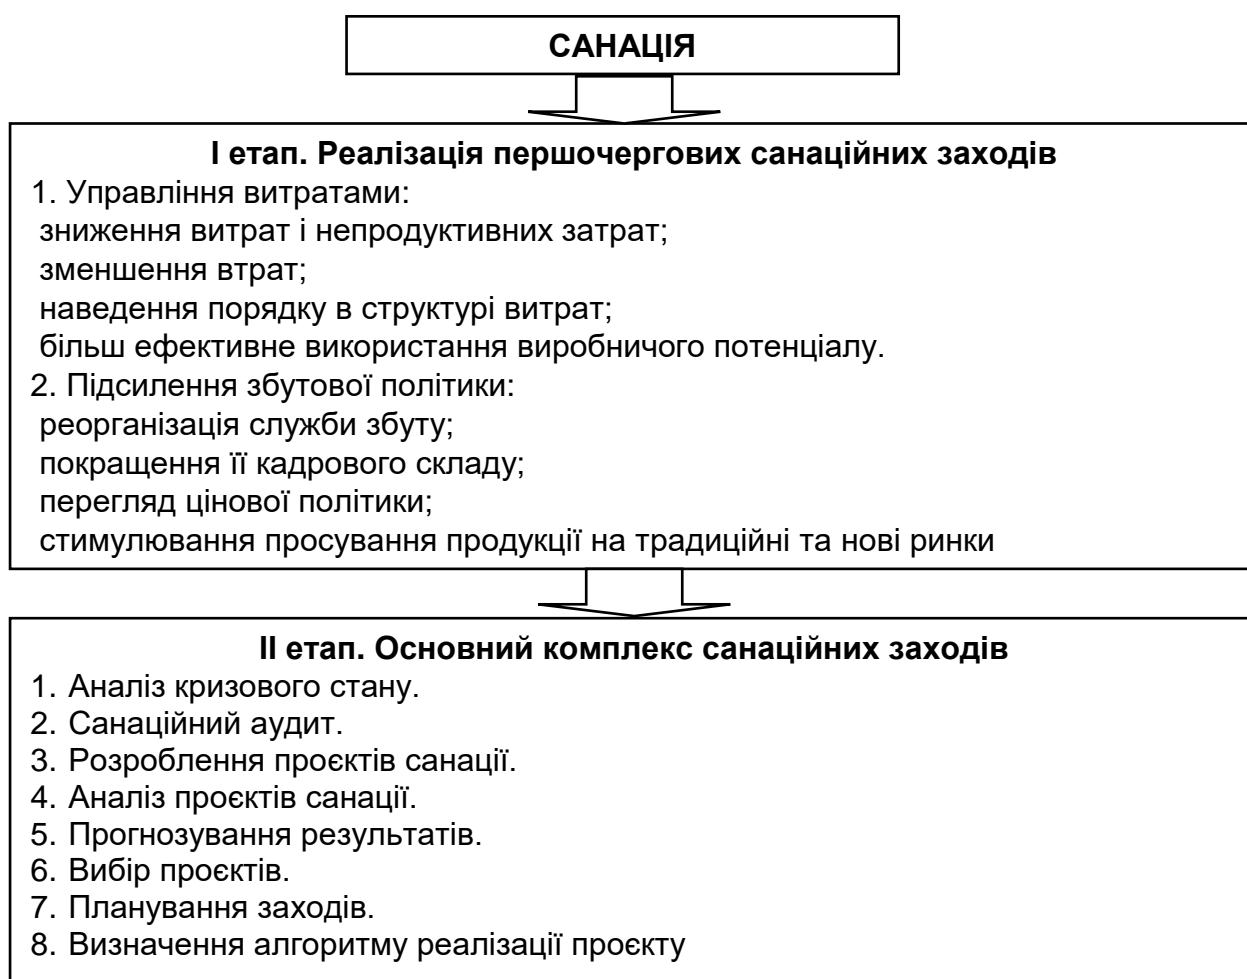 САНАЦІЯ
І етап. Реалізація першочергових санаційних заходів
1. Управління витратами:
зниження витрат і непродуктивних затрат;
зменшення втрат;
наведення порядку в структурі витрат;
більш ефективне використання виробничого потенціалу.
2. Підсилення збутової політики:
реорганізація служби збуту;
покращення її кадрового складу;
перегляд цінової політики;
стимулювання просування продукції на традиційні та нові ринки
ІІ етап. Основний комплекс санаційних заходів
1. Аналіз кризового стану.
2. Санаційний аудит.
3. Розроблення проєктів санації.
4. Аналіз проєктів санації.
5. Прогнозування результатів.
6. Вибір проєктів.
7. Планування заходів.
8. Визначення алгоритму реалізації проєкту